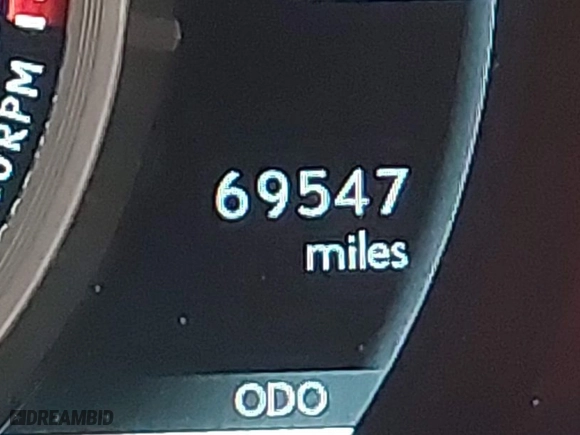 RPM
69547
miles
ODO
DREAMBID